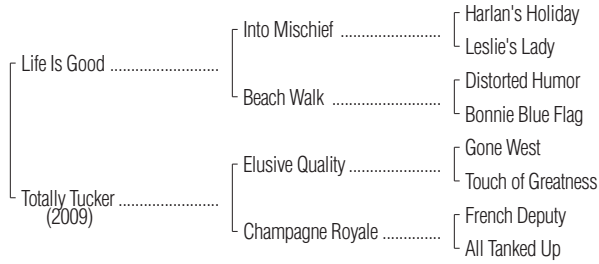 Harlan's Holiday
Into Mischief ....................
Leslie's Lady
Life Is Good .......................
Distorted Humor
Beach Walk ......................
Bonnie Blue Flag
Gone West
Elusive Quality ..................
Touch of Greatness
Totally Tucker .....................
(2009)
French Deputy
Champagne Royale .............
All Tanked Up